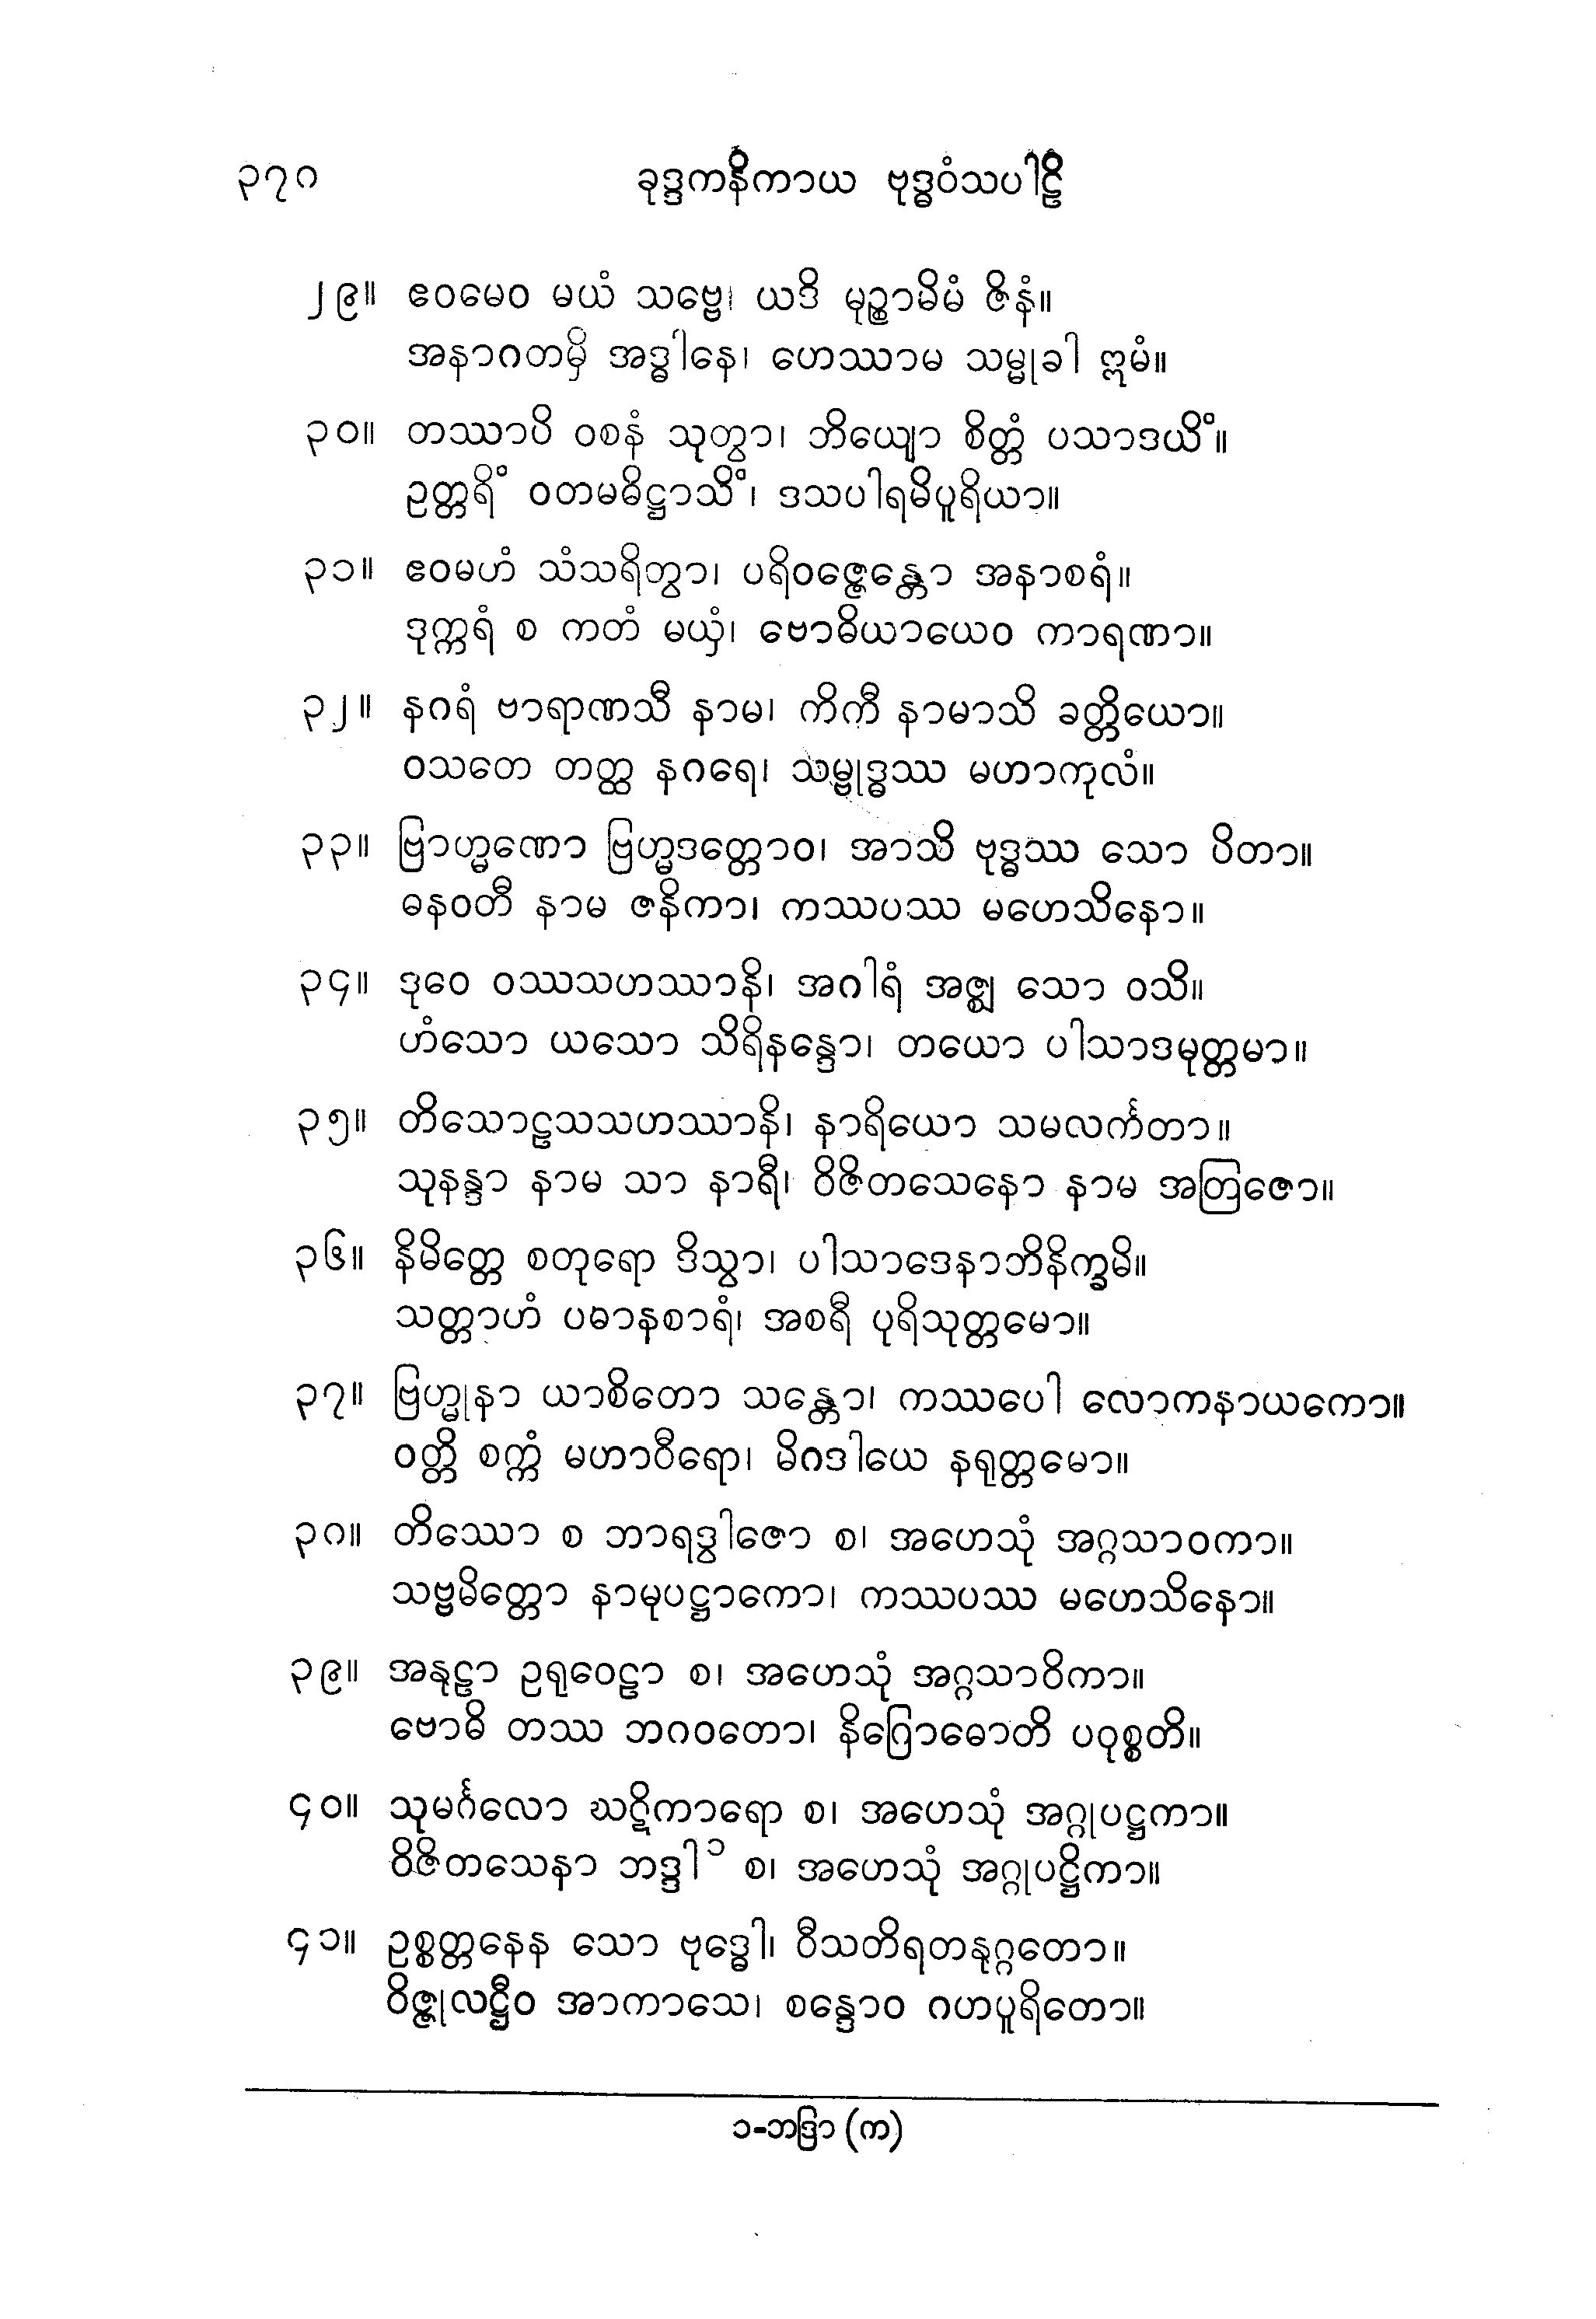 ၃၇၈ ခုဒ္ဒကနိကာယ ဗုဒ္ဓဝံသပါဠိ
၂၉။ ဧဝမေဝ မယံ သဗ္ဗေ၊ ယဒိ မုဉ္စာမိမံ ဇိနံ။
အနာဂတမှိ အဒ္ဓါနေ၊ ဟေဿာမ သမ္မုခါ ဣမံ။
၃၀။ တဿာပိ ဝစနံ သုတွာ၊ ဘိယျော စိတ္တံ ပသာဒယိံ။
ဥတ္တရိံ ဝတမဓိဋ္ဌာသိံ၊ ဒသပါရမိပူရိယာ။
၃၁။ ဧဝမဟံ သံသရိတွာ၊ ပရိဝဇ္ဇေန္တော အနာစရံ။
ဒုက္ကရံ စ ကတံ မယှံ၊ ဗောဓိယာယေဝ ကာရဏာ။
၃၂။ နဂရံ ဗာရာဏသီ နာမ၊ ကိကီ နာမာသိ ခတ္တိယော။
ဝသတေ တတ္ထ နဂရေ၊ သမ္ဗုဒ္ဓဿ မဟာကုလံ။
၃၃။ ဗြာဟ္မဏော ဗြဟ္မဒတ္တောဝ၊ အာသိ ဗုဒ္ဓဿ သော ပိတာ။
ဓနဝတီ နာမ ဇနိကာ၊ ကဿပဿ မဟေသိနော။
၃၄။ ဒုဝေ ဝဿသဟဿာနိ၊ အဂါရံ အဇ္ဈ သော ဝသိ။
ဟံသော ယသော သိရိနန္ဒော၊ တယော ပါသာဒမုတ္တမာ။
၃၅။ တိသောဠသသဟဿာနိ၊ နာရိယော သမလင်္ကတာ။
သုနန္ဒာ နာမ သာ နာရီ၊ ဝိဇိတသေနော နာမ အတြဇော။
၃၆။ နိမိတ္တေ စတုရော ဒိသွာ၊ ပါသာဒေနာဘိနိက္ခမိ။
သတ္တာဟံ ပဓာနစာရံ၊ အစရီ ပုရိသုတ္တမော။
၃၇။ ဗြဟ္မုနာ ယာစိတော သန္တော၊ ကဿပေါ လောကနာယကော။
ဝတ္တိ စက္ကံ မဟာဝီရော၊ မိဂဒါယေ နရုတ္တမော။
၃၈။ တိဿော စ ဘာရဒွါဇော စ၊ အဟေသုံ အဂ္ဂသာဝကာ။
သဗ္ဗမိတ္တော နာမုပဋ္ဌာကော၊ ကဿပဿ မဟေသိနော။
၃၉။ အနုဠာ ဥရုဝေဠာ စ၊ အဟေသုံ အဂ္ဂသာဝိကာ။
ဗောဓိ တဿ ဘဂဝတော၊ နိဂြောဓောတိ ပဝုစ္စတိ။
၄၀။ သုမင်္ဂလော ဃဋိကာရော စ၊ အဟေသုံ အဂ္ဂုပဋ္ဌကာ။
ဝိဇိတသေနာ ဘဒ္ဒါ ၁ စ၊ အဟေသုံ အဂ္ဂုပဋ္ဌိကာ။
၄၁။ ဥစ္စတ္တနေန သော ဗုဒ္ဓေါ၊ ဝီသတိရတနုဂ္ဂတော။
ဝိဇ္ဇုလဋ္ဌီဝ အာကာသေ၊ စန္ဒောဝ ဂဟပူရိတော။
၁-ဘဒြာ (က)